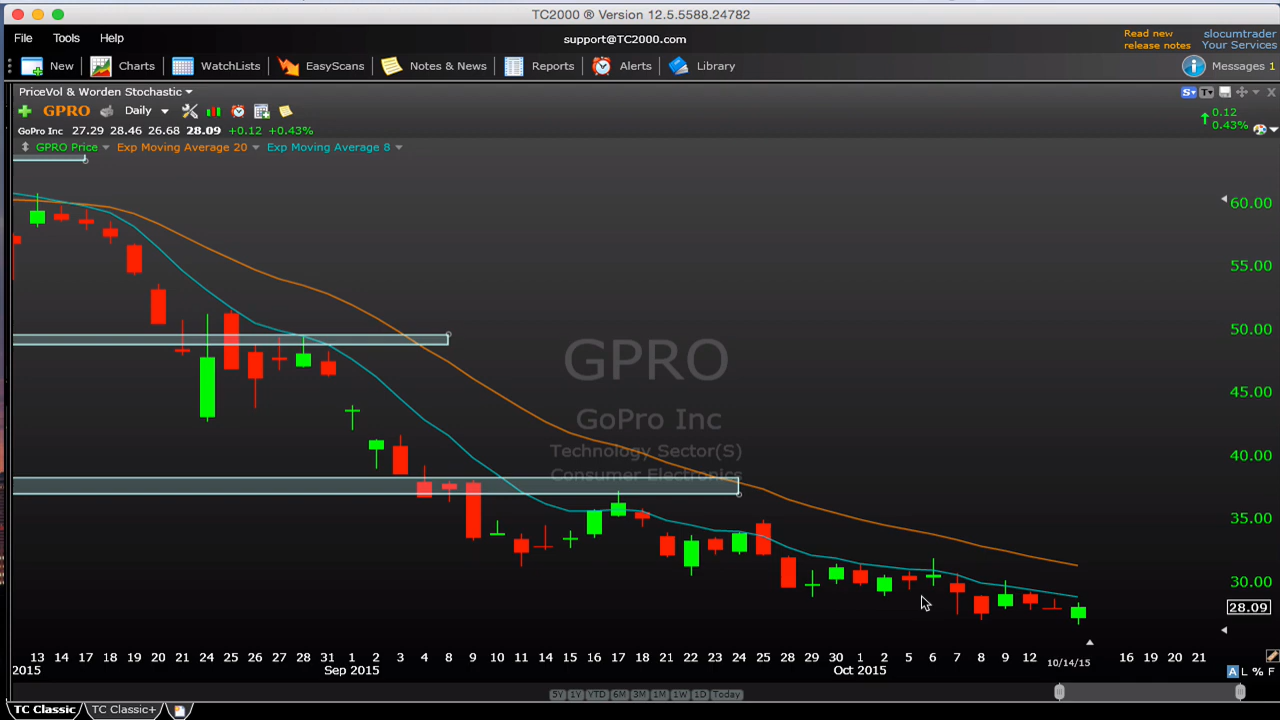 TC2000 ® Version 12.5.5588.24782
File Tools Help support@TC2000.com Read new release notes slocumtrader Your Services
New Charts WatchLists EasyScans Notes & News Reports Alerts Library Messages 1
PriceVol & Worden Stochastic S T
GPRO Daily 0.12
GoPro Inc 27.29 28.46 26.68 28.09 +0.12 +0.43% 0.43%
GPRO Price Exp Moving Average 20 Exp Moving Average 8
60.00
55.00
50.00
45.00
40.00
35.00
30.00
28.09
GPRO
GoPro Inc
Technology Sector(S)
Consumer Electronics
13 14 17 18 19 20 21 24 25 26 27 28 31 1 2 3 4 8 9 10 11 14 15 16 17 18 21 22 23 24 25 28 29 30 1 2 5 6 7 8 9 12 10/14/15 16 19 20 21
2015 Sep 2015 Oct 2015 A L % F
5Y 1Y YTD 6M 3M 1M 1W 1D Today
TC Classic TC Classic+